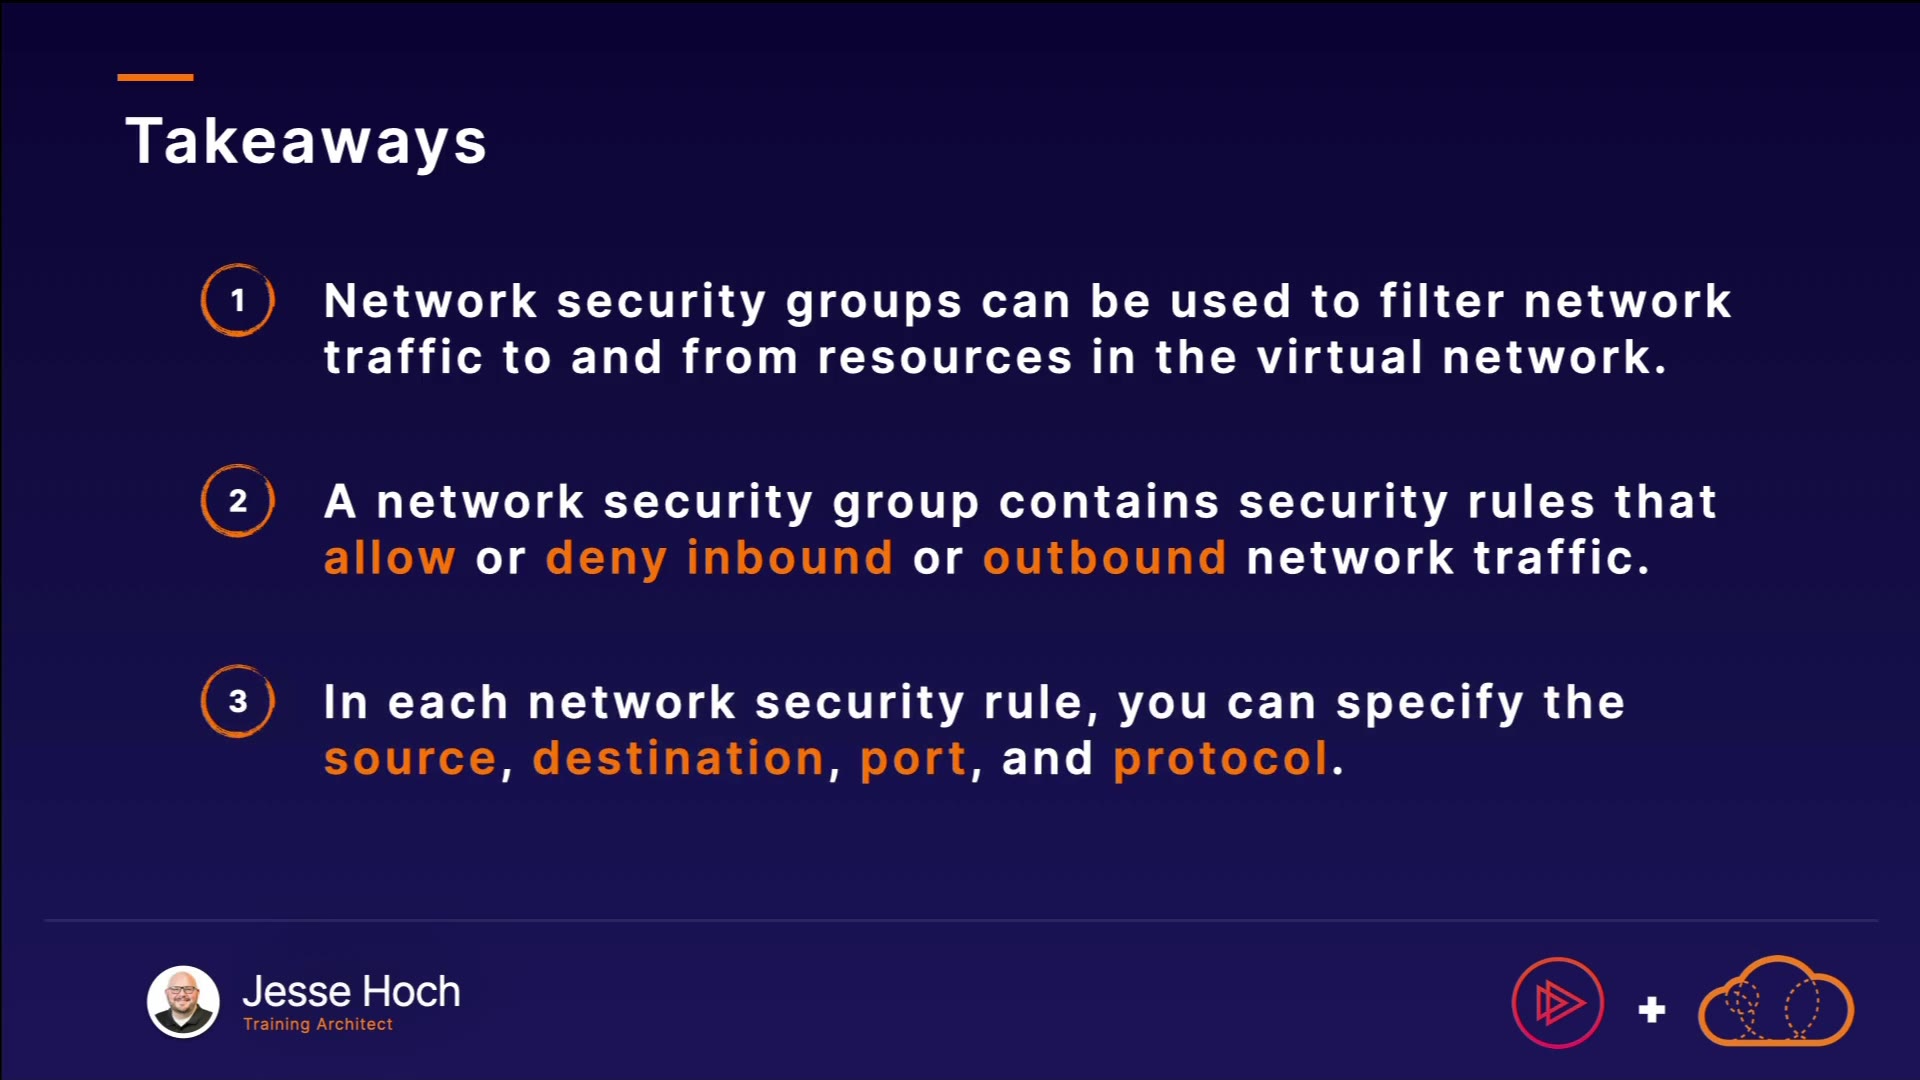 Takeaways
1
Network security groups can be used to filter network
traffic to and from resources in the virtual network.
2
A network security group contains security rules that
allow or deny inbound or outbound network traffic.
3
In each network security rule, you can specify the
source, destination, port, and protocol.
Jesse Hoch
Training Architect
+